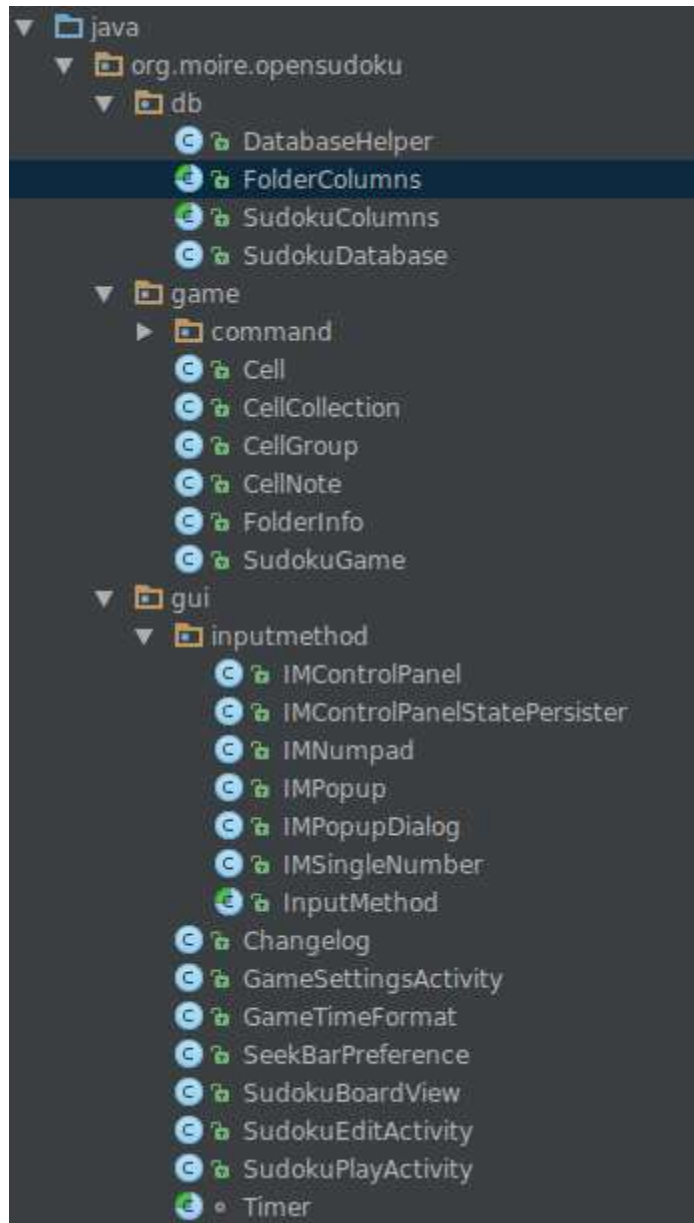 java
org.moire.opensudoku
db
DatabaseHelper
FolderColumns
SudokuColumns
SudokuDatabase
game
command
Cell
CellCollection
CellGroup
CellNote
FolderInfo
SudokuGame
gui
inputmethod
IMControlPanel
IMControlPanelStatePersister
IMNumpad
IMPopup
IMPopupDialog
IMSingleNumber
InputMethod
Changelog
GameSettingsActivity
GameTimeFormat
SeekBarPreference
SudokuBoardView
SudokuEditActivity
SudokuPlayActivity
Timer